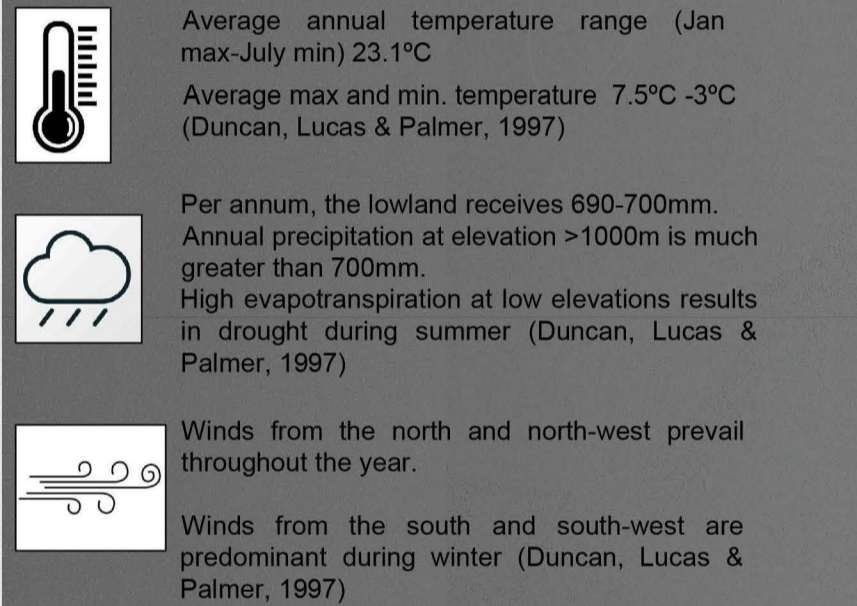 Average annual temperature range (Jan
max-July min) 23.1ºC
Average max and min. temperature 7.5ºC -3ºC
(Duncan, Lucas & Palmer, 1997)
Per annum, the lowland receives 690-700mm.
Annual precipitation at elevation >1000m is much
greater than 700mm.
High evapotranspiration at low elevations results
in drought during summer (Duncan, Lucas &
Palmer, 1997)
Winds from the north and north-west prevail
throughout the year.
Winds from the south and south-west are
predominant during winter (Duncan, Lucas &
Palmer, 1997)